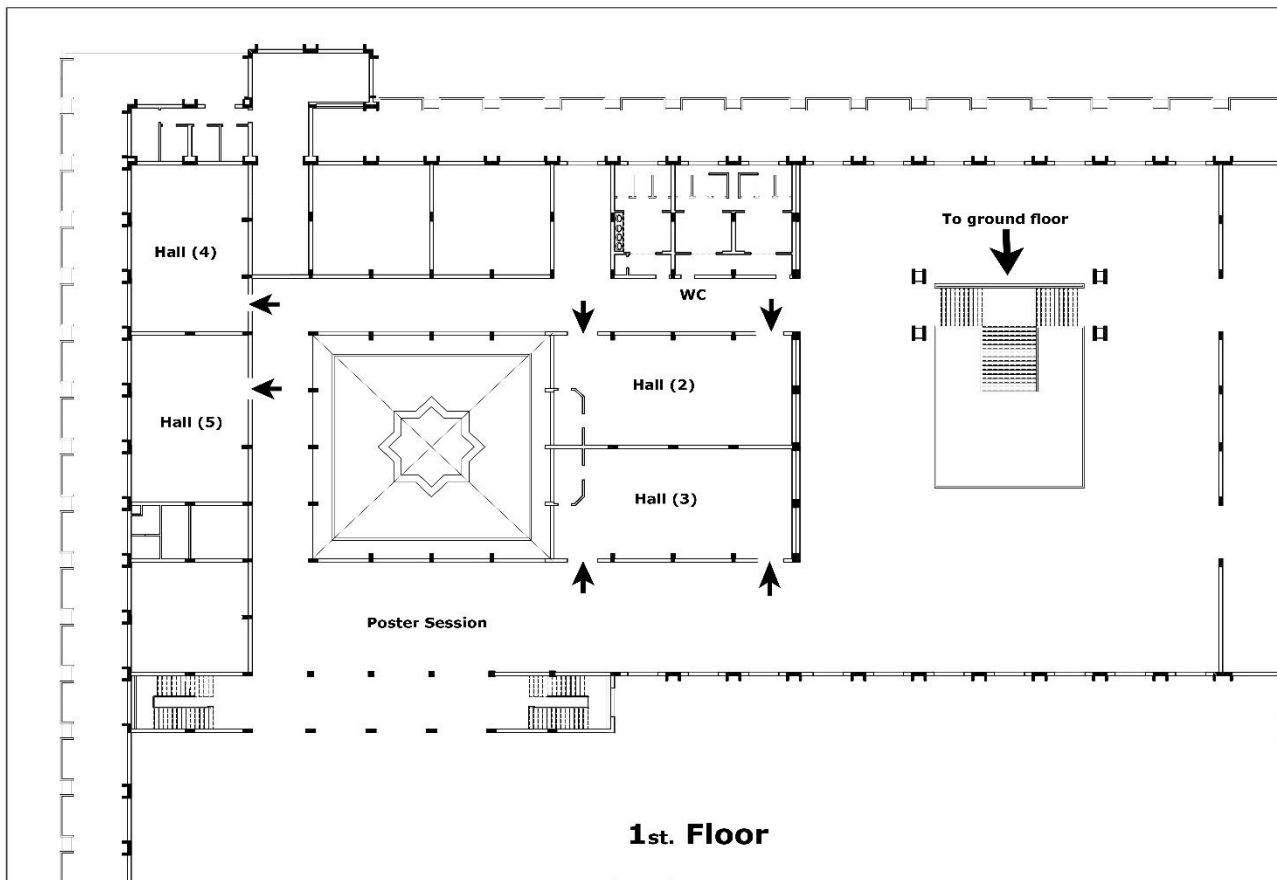 To ground floor
Hall (4)
WC
Hall (2)
Hall (5)
Hall (3)
Poster Session
1st. Floor